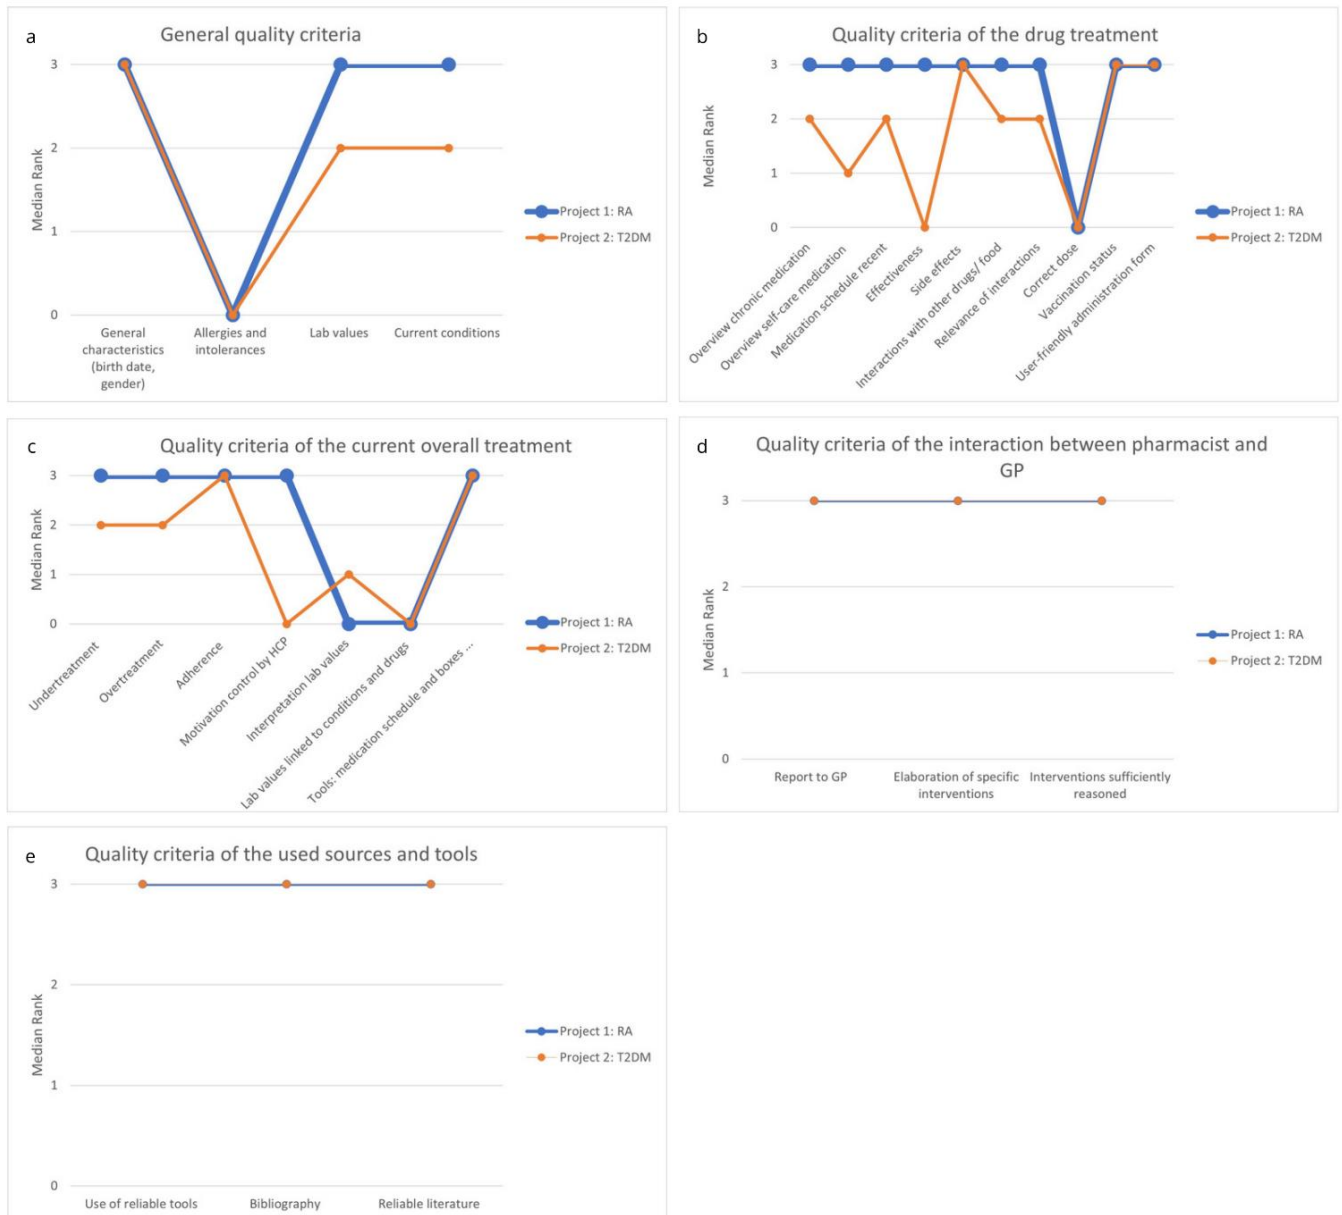 a
General quality criteria
3
2
1
0
Median Rank
General
characteristics
(birth date,
gender)
Allergies and
intolerances
Lab values
Current conditions
Project 1: RA
Project 2: T2DM
b
Quality criteria of the drug treatment
3
2
1
0
Median Rank
Overview chronic medication
Overview self-care medication
Medication schedule recent
Effectiveness
Side effects
Interactions with other drugs/ food
Relevance of interactions
Correct dose
Vaccination status
User-friendly administration form
Project 1: RA
Project 2: T2DM
c
Quality criteria of the current overall treatment
3
2
1
0
Median Rank
Undertreatment
Overtreatment
Adherence
Motivation control by HCP
Interpretation lab values
Lab values linked to conditions and drugs
Tools: medication schedule and boxes ...
Project 1: RA
Project 2: T2DM
d
Quality criteria of the interaction between pharmacist and
GP
3
2
1
0
Median Rank
Report to GP
Elaboration of specific
interventions
Interventions sufficiently
reasoned
Project 1: RA
Project 2: T2DM
e
Quality criteria of the used sources and tools
3
2
1
0
Median Rank
Use of reliable tools
Bibliography
Reliable literature
Project 1: RA
Project 2: T2DM